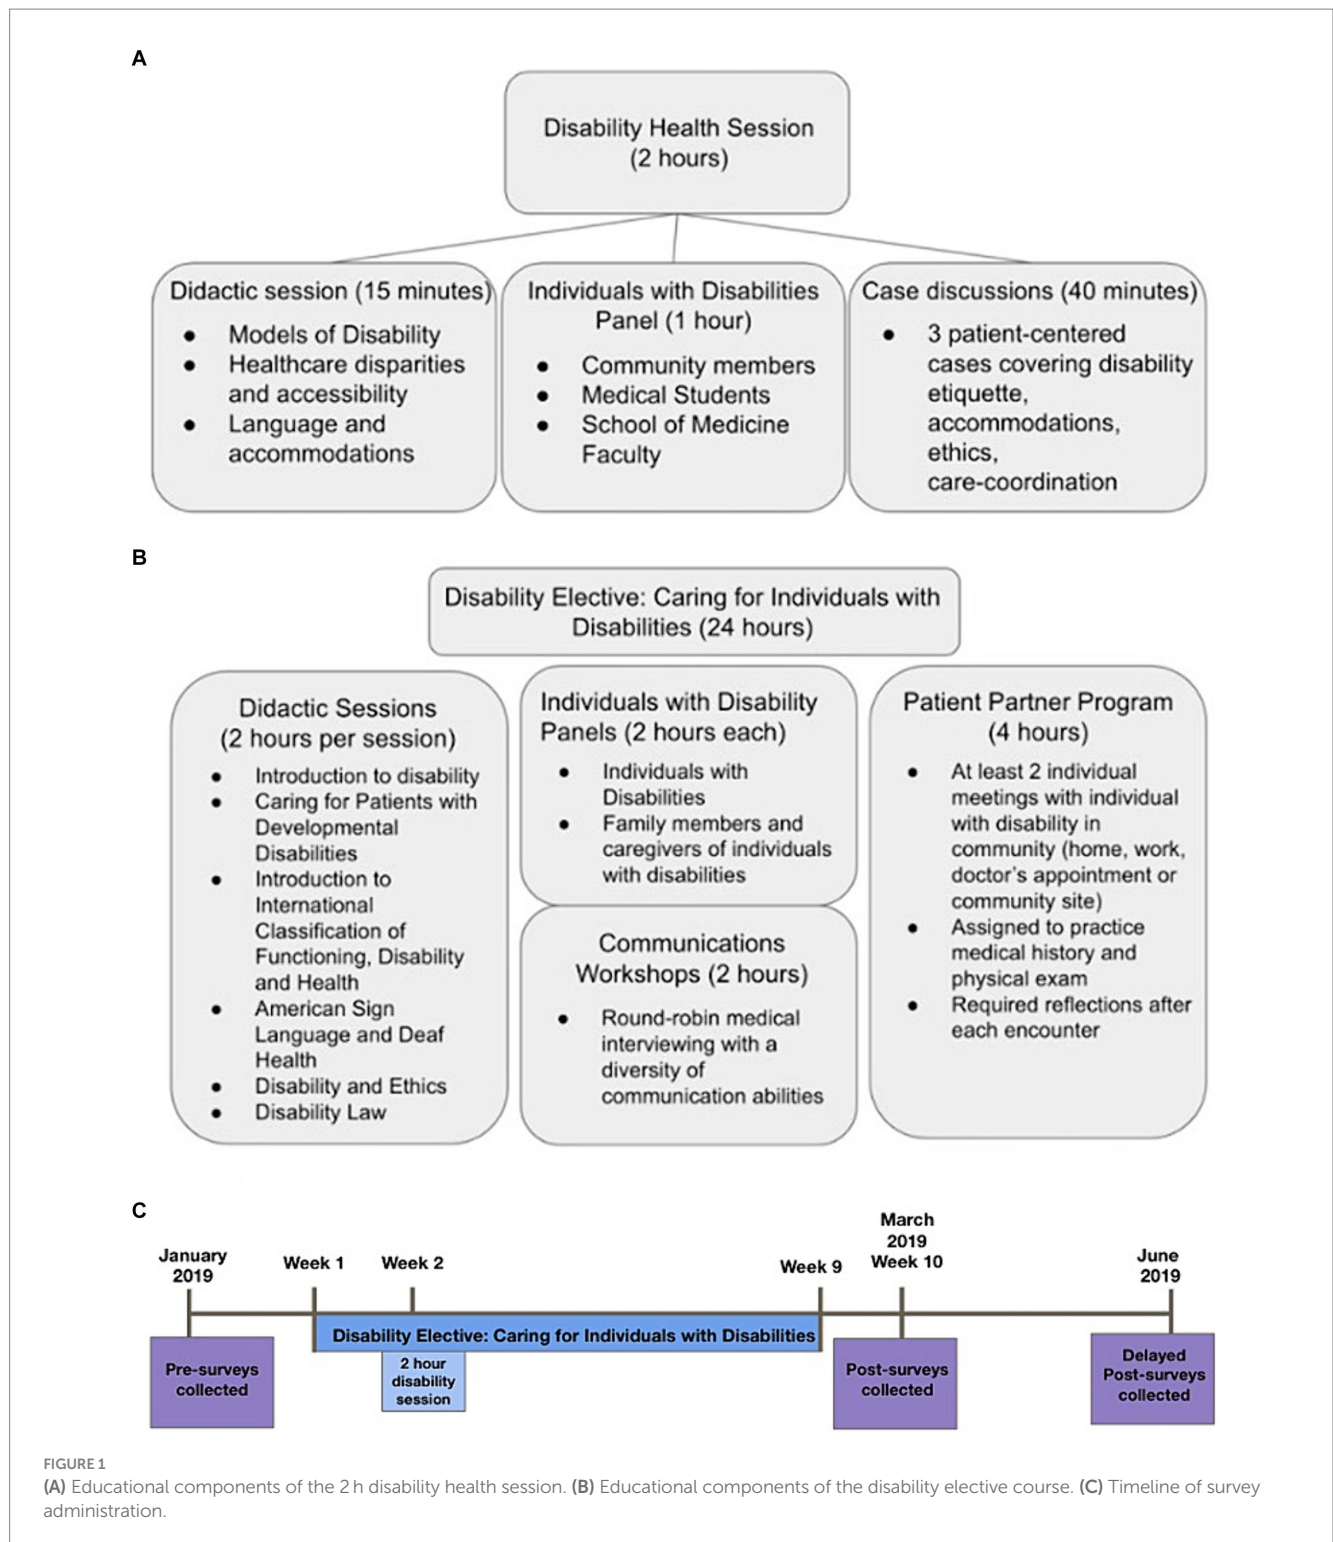 A
Disability Health Session
(2 hours)
Didactic session (15 minutes)
● Models of Disability
● Healthcare disparities
and accessibility
● Language and
accommodations
Individuals with Disabilities
Panel (1 hour)
● Community members
● Medical Students
● School of Medicine
Faculty
Case discussions (40 minutes)
● 3 patient-centered
cases covering disability
etiquette,
accommodations,
ethics,
care-coordination
B
Disability Elective: Caring for Individuals with
Disabilities (24 hours)
Didactic Sessions
(2 hours per session)
● Introduction to disability
● Caring for Patients with
Developmental
Disabilities
● Introduction to
International
Classification of
Functioning, Disability
and Health
● American Sign
Language and Deaf
Health
● Disability and Ethics
● Disability Law
Individuals with Disability
Panels (2 hours each)
● Individuals with
Disabilities
● Family members and
caregivers of individuals
with disabilities
Communications
Workshops (2 hours)
● Round-robin medical
interviewing with a
diversity of
communication abilities
Patient Partner Program
(4 hours)
● At least 2 individual
meetings with individual
with disability in
community (home, work,
doctor's appointment or
community site)
● Assigned to practice
medical history and
physical exam
● Required reflections after
each encounter
C
January
2019
Week 1
Week 2
Week 9
March
2019
Week 10
June
2019
Disability Elective: Caring for Individuals with Disabilities
Pre-surveys
collected
2 hour
disability
session
Post-surveys
collected
Delayed
Post-surveys
collected
FIGURE 1
(A) Educational components of the 2 h disability health session. (B) Educational components of the disability elective course. (C) Timeline of survey
administration.